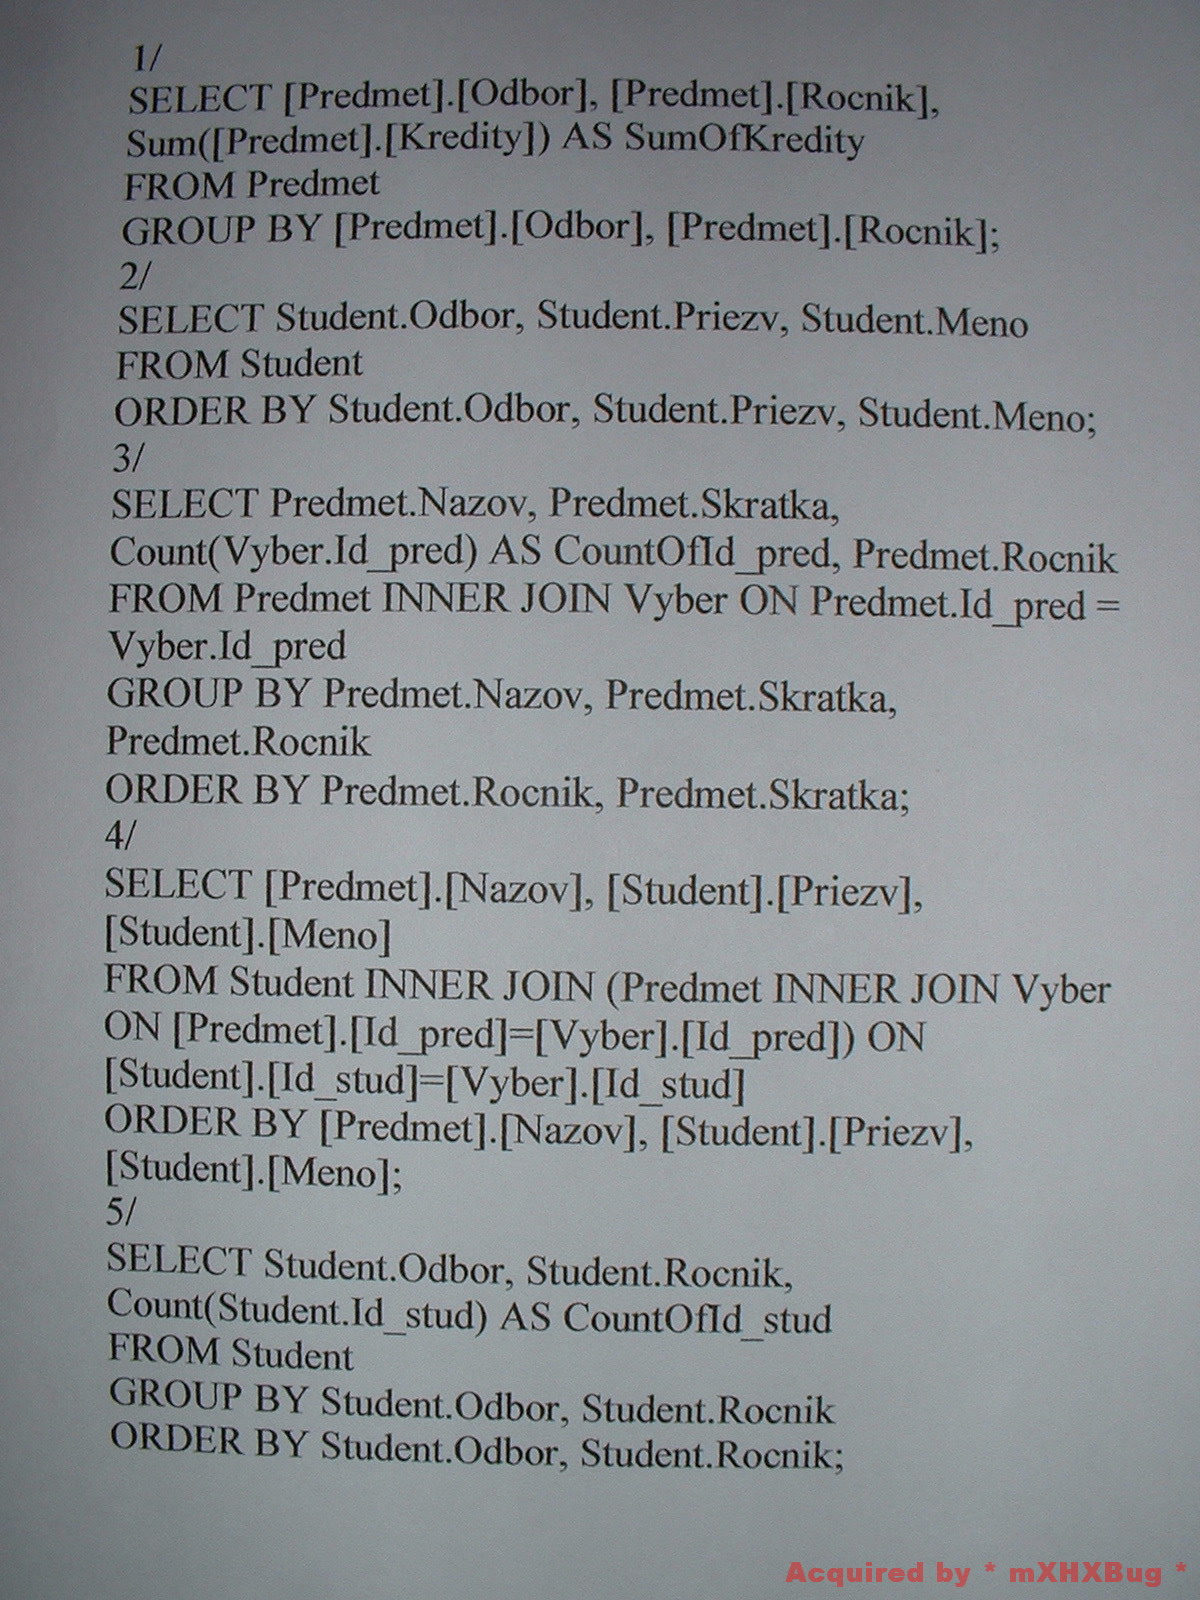 1/
SELECT [Predmet].[Odbor], [Predmet].[Rocnik],
Sum([Predmet].[Kredity]) AS SumOfKredity
FROM Predmet
GROUP BY [Predmet].[Odbor], [Predmet].[Rocnik];
2/
SELECT Student.Odbor, Student.Priezv, Student.Meno
FROM Student
ORDER BY Student.Odbor, Student.Priezv, Student.Meno;
3/
SELECT Predmet.Nazov, Predmet.Skratka,
Count(Vyber.Id_pred) AS CountOfId_pred, Predmet.Rocnik
FROM Predmet INNER JOIN Vyber ON Predmet.Id_pred =
Vyber.Id_pred
GROUP BY Predmet.Nazov, Predmet.Skratka,
Predmet.Rocnik
ORDER BY Predmet.Rocnik, Predmet.Skratka;
4/
SELECT [Predmet].[Nazov], [Student].[Priezv],
[Student].[Meno]
FROM Student INNER JOIN (Predmet INNER JOIN Vyber
ON [Predmet].[Id_pred]=[Vyber].[Id_pred]) ON
[Student].[Id_stud]=[Vyber].[Id_stud]
ORDER BY [Predmet].[Nazov], [Student].[Priezv],
[Student].[Meno];
5/
SELECT Student.Odbor, Student.Rocnik,
Count(Student.Id_stud) AS CountOfId_stud
FROM Student
GROUP BY Student.Odbor, Student.Rocnik
ORDER BY Student.Odbor, Student.Rocnik;
Acquired by * mXHXBug *